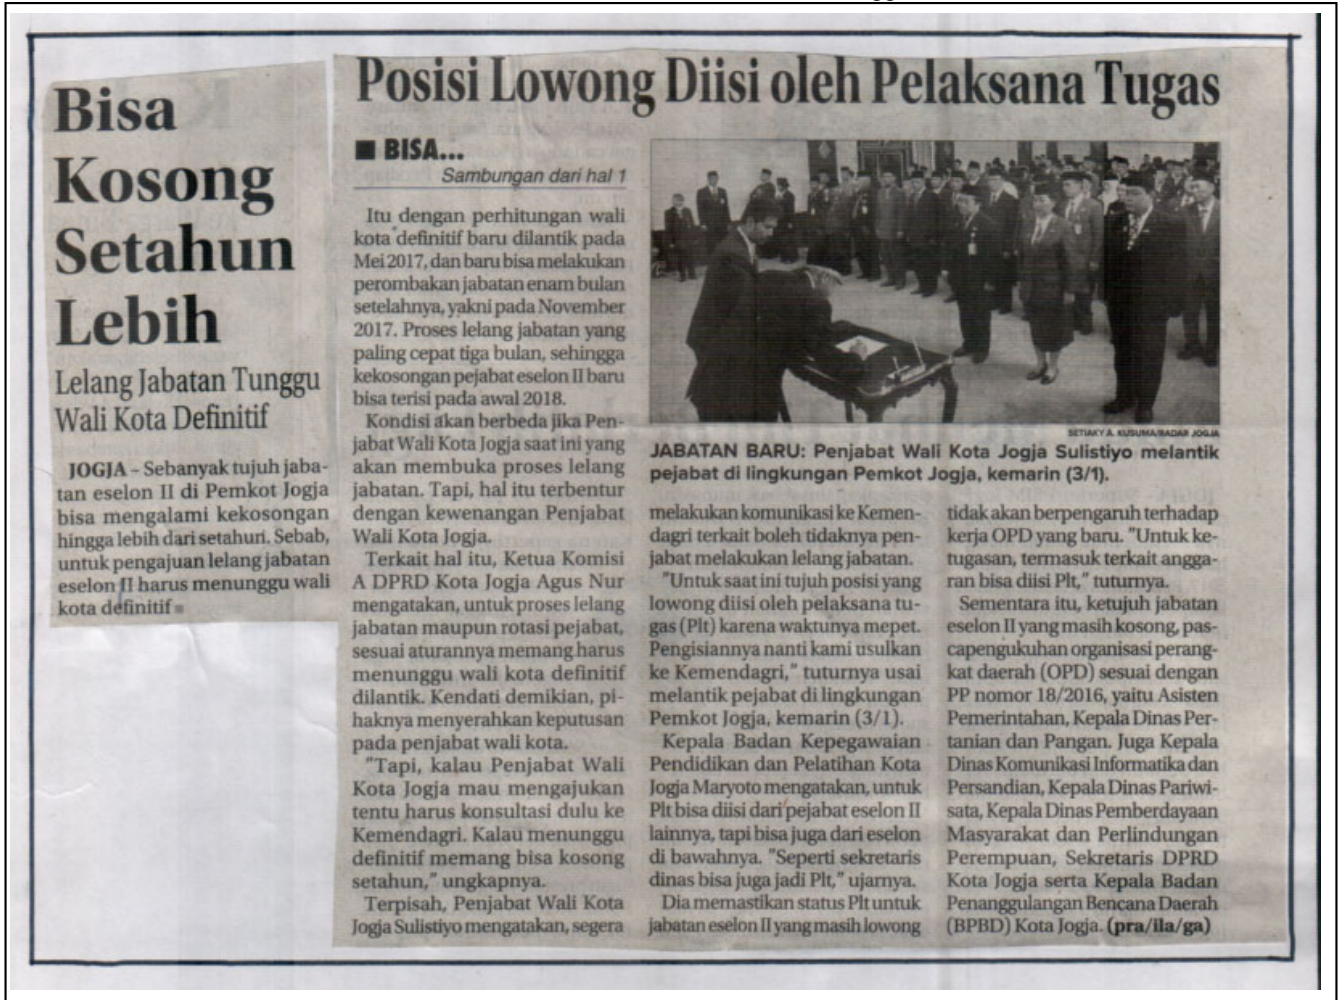 Bisa
Kosong
Setahun
Lebih
Lelang Jabatan Tunggu
Wali Kota Definitif
JOGJA – Sebanyak tujuh jaba-
tan eselon II di Pemkot Jogja
bisa mengalami kekosongan
hingga lebih dari setahun. Sebab,
untuk pengajuan lelang jabatan
eselon II harus menunggu wali
kota definitif
Posisi Lowong Diisi oleh Pelaksana Tugas
BISA...
Sambungan dari hal 1
Itu dengan perhitungan wali
kota definitif baru dilantik pada
Mei 2017, dan baru bisa melakukan
perombakan jabatan enam bulan
setelahnya, yakni pada November
2017. Proses lelang jabatan yang
paling cepat tiga bulan, sehingga
kekosongan pejabat eselon II baru
bisa terisi pada awal 2018.
Kondisi akan berbeda jika Pen-
jabat Wali Kota Jogja saat ini yang
akan membuka proses lelang
jabatan. Tapi, hal itu terbentur
dengan kewenangan Penjabat
Wali Kota Jogja.
Terkait hal itu, Ketua Komisi
A DPRD Kota Jogja Agus Nur
mengatakan, untuk proses lelang
jabatan maupun rotasi pejabat,
sesuai aturannya memang harus
menunggu wali kota definitif
dilantik. Kendati demikian, pi-
haknya menyerahkan keputusan
pada penjabat wali kota.
"Tapi, kalau Penjabat Wali
Kota Jogja mau mengajukan
tentu harus konsultasi dulu ke
Kemendagri. Kalau menunggu
definitif memang bisa kosong
setahun," ungkapnya.
Terpisah, Penjabat Wali Kota
Jogja Sulistiyo mengatakan, segera
SETIAKY A. KUSUMA/RADAR JOGJA
JABATAN BARU: Penjabat Wali Kota Jogja Sulistiyo melantik
pejabat di lingkungan Pemkot Jogja, kemarin (3/1).
melakukan komunikasi ke Kemen-
dagri terkait boleh tidaknya pen-
jabat melakukan lelang jabatan.
"Untuk saat ini tujuh posisi yang
lowong diisi oleh pelaksana tu-
gas (Plt) karena waktunya mepet.
Pengisiannya nanti kami usulkan
ke Kemendagri," tuturnya usai
melantik pejabat di lingkungan
Pemkot Jogja, kemarin (3/1).
Kepala Badan Kepegawaian
Pendidikan dan Pelatihan Kota
Jogja Maryoto mengatakan, untuk
Plt bisa diisi dari pejabat eselon II
lainnya, tapi bisa juga dari eselon
di bawahnya. "Seperti sekretaris
dinas bisa juga jadi Plt," ujarnya.
Dia memastikan status Plt untuk
jabatan eselon II yang masih lowong
tidak akan berpengaruh terhadap
kerja OPD yang baru. "Untuk ke-
tugasan, termasuk terkait angga-
ran bisa diisi Plt," tuturnya.
Sementara itu, ketujuh jabatan
eselon II yang masih kosong, pas-
capengukuhan organisasi perang-
kat daerah (OPD) sesuai dengan
PP nomor 18/2016, yaitu Asisten
Pemerintahan, Kepala Dinas Per-
tanian dan Pangan. Juga Kepala
Dinas Komunikasi Informatika dan
Persandian, Kepala Dinas Pariwi-
sata, Kepala Dinas Pemberdayaan
Masyarakat dan Perlindungan
Perempuan, Sekretaris DPRD
Kota Jogja serta Kepala Badan
Penanggulangan Bencana Daerah
(BPBD) Kota Jogja. (pra/ila/ga)